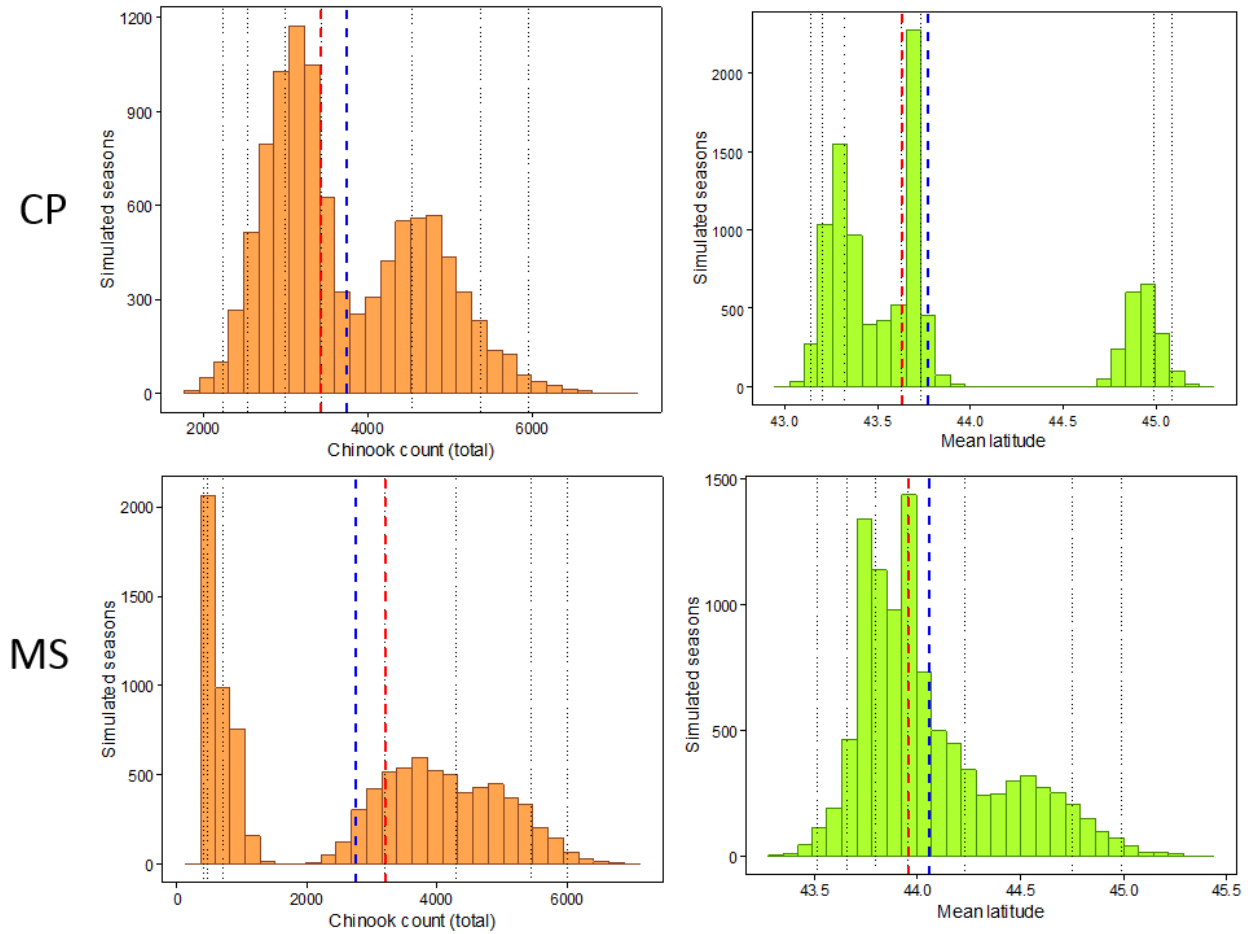 CP
Simulated seasons
1200
900
600
300
0
2000 4000 6000
Chinook count (total)
Simulated seasons
2000
1500
1000
500
0
43.0 43.5 44.0 44.5 45.0
Mean latitude
MS
Simulated seasons
2000
1500
1000
500
0
0 2000 4000 6000
Chinook count (total)
Simulated seasons
1500
1000
500
0
43.5 44.0 44.5 45.0 45.5
Mean latitude